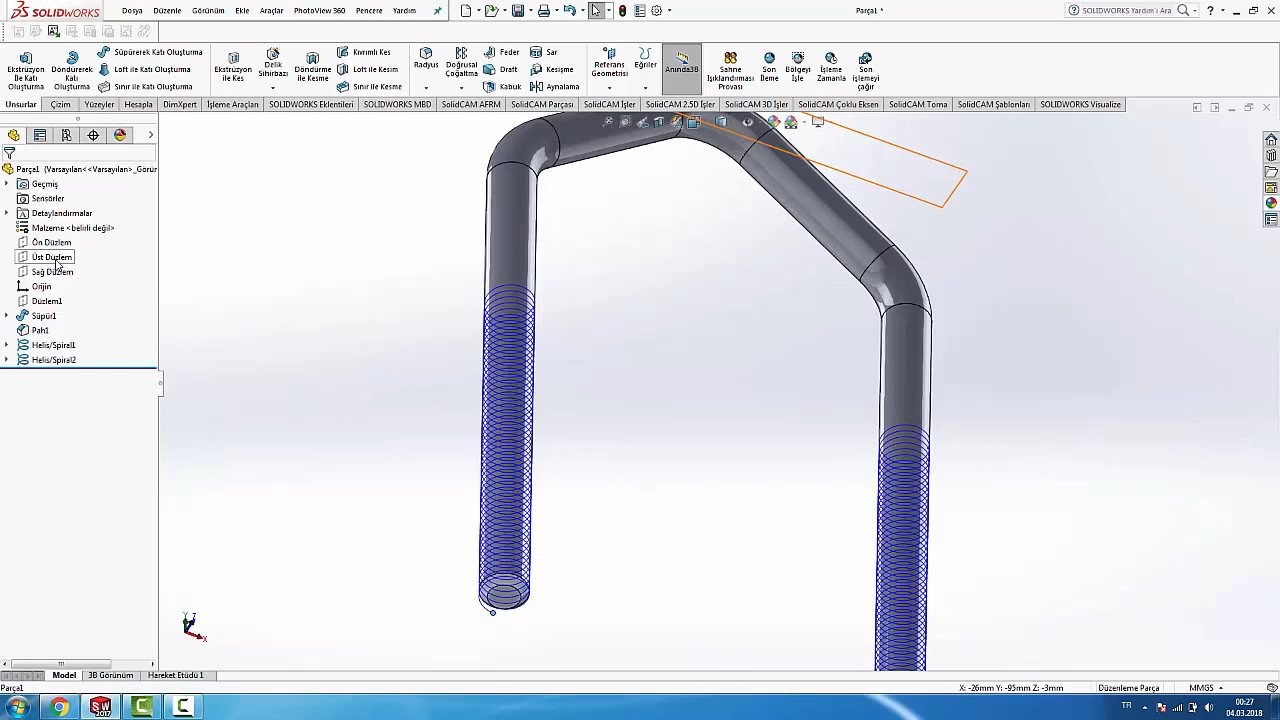 SOLIDWORKS
Dosya Düzenle Görünüm Ekle Araçlar PhotoView 360 Pencere Yardım
Parça1 *
SOLIDWORKS Yardım'ı Ara
Ekstrüzyon
İle Katı
Oluşturma
Döndürerek
Katı
Oluşturma
Süpürerek Katı Oluşturma
Loft ile Katı Oluşturma
Sınır ile Katı Oluşturma
Ekstrüzyon
ile Kes
Delik
Sihirbazı
Döndürme
ile Kesme
Kıvrımlı Kes
Loft ile Kesim
Sınır ile Kesme
Radyus
Doğrusal
Çoğaltma
Feder
Draft
Kabuk
Sar
Kesişme
Aynalama
Referans
Geometrisi
Eğriler
Anında3B
Sahne
Işıklandırması
Provası
Son
İleme
Bölgeyi
İşle
İşleme
Zamanla
Son
işlemeyi
çağır
Unsurlar Çizim Yüzeyler Hesapla DimXpert İşleme Araçları SOLIDWORKS Eklentileri SOLIDWORKS MBD SolidCAM AFRM SolidCAM Parçası SolidCAM İşler SolidCAM 2.5D İşler SolidCAM 3D İşler SolidCAM Çoklu Eksen SolidCAM Torna SolidCAM Şablonları SOLIDWORKS Visualize
Parça1 (Varsayılan<<Varsayılan>_Görür
Geçmiş
Sensörler
Detaylandırmalar
Malzeme <belirli değil>
Ön Düzlem
Üst Düzlem
Sağ Düzlem
Orijin
Düzlem1
Süpür1
Pah1
Helis/Spiral1
Helis/Spiral2
Y
Z
X
Model 3B Görünüm Hareket Etüdü 1
Parça1
X: -26mm Y: -95mm Z: -3mm
Düzenleme Parça
MMGS
SW
2017
TR
00:27
04.03.2018